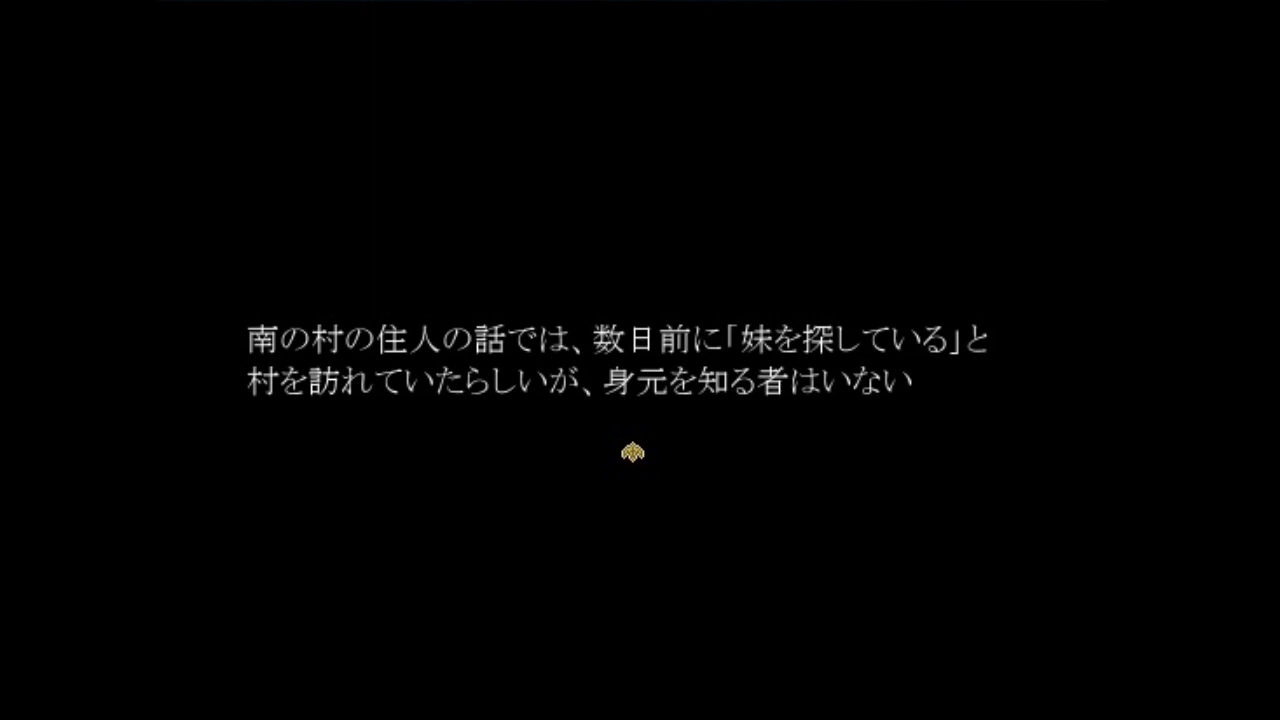 南の村の住人の話では、数日前に「妹を探している」と
村を訪れていたらしいが、身元を知る者はいない